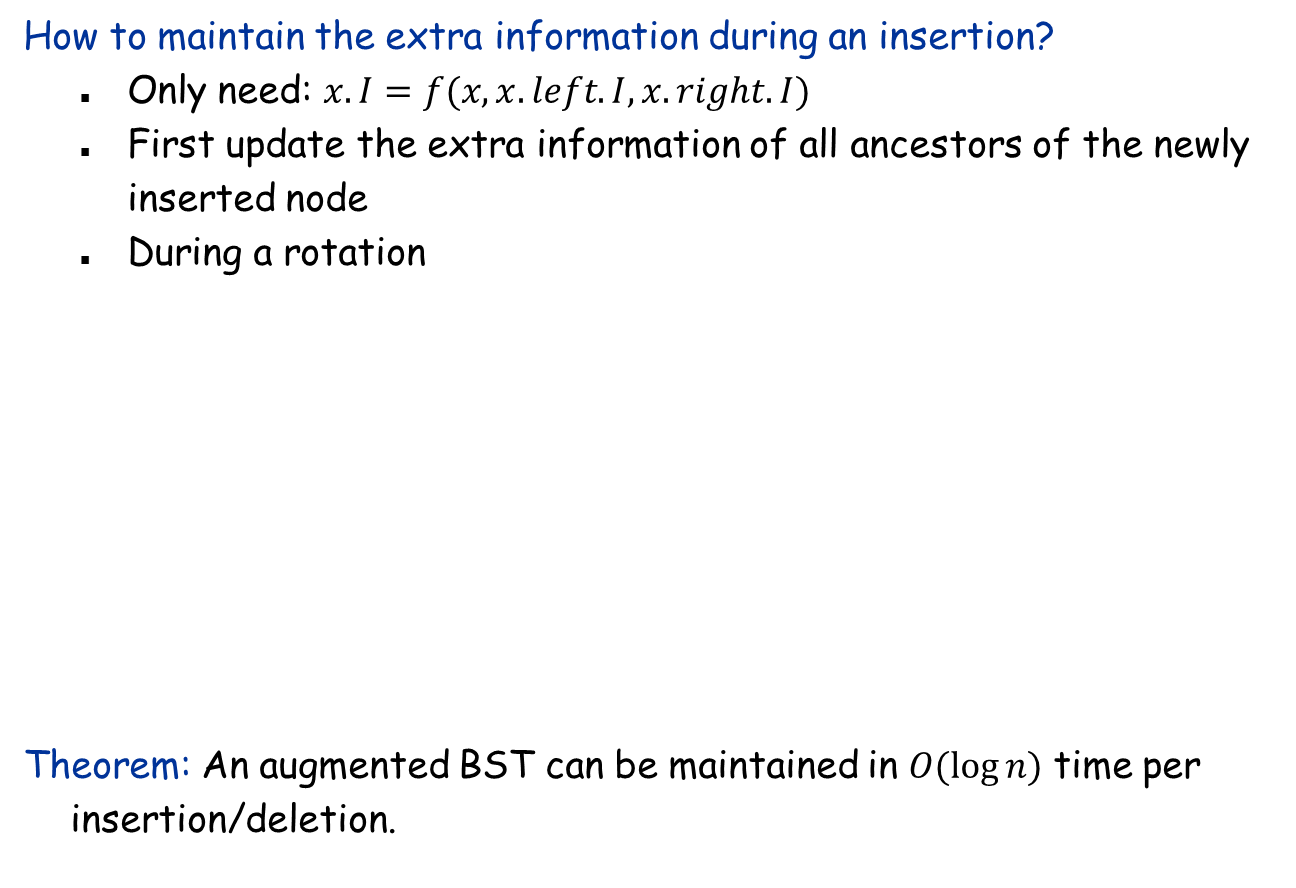 How to maintain the extra information during an insertion?
▪ Only need: x.I = f(x, x.left.I, x.right.I)
▪ First update the extra information of all ancestors of the newly
inserted node
▪ During a rotation
Theorem: An augmented BST can be maintained in O(log n) time per
insertion/deletion.